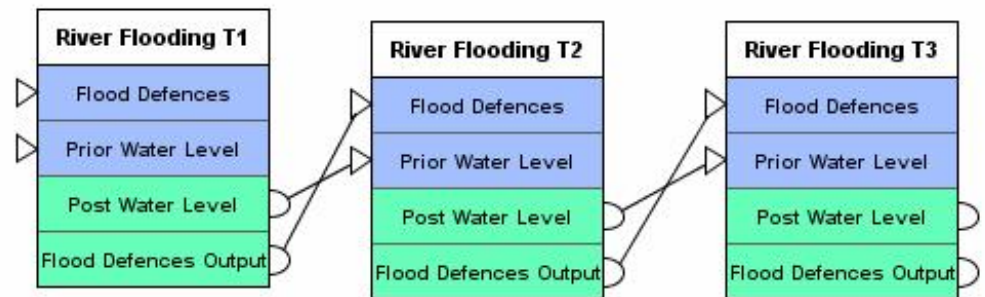 River Flooding T1
Flood Defences
Prior Water Level
Post Water Level
Flood Defences Output
River Flooding T2
Flood Defences
Prior Water Level
Post Water Level
Flood Defences Output
River Flooding T3
Flood Defences
Prior Water Level
Post Water Level
Flood Defences Output